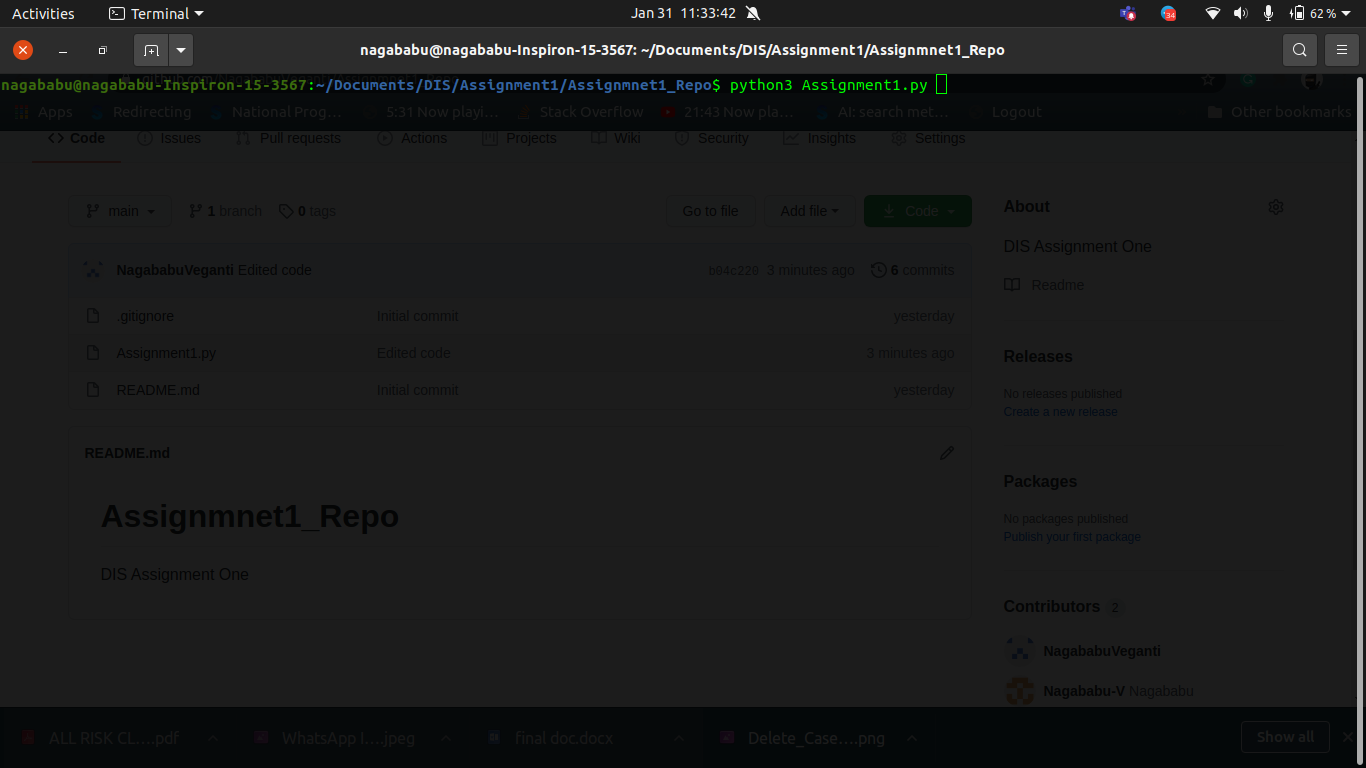 Activities Terminal Jan 31 11:33:42 34 62 %
nagababu@nagababu-Inspiron-15-3567: ~/Documents/DIS/Assignment1/Assignmnet1_Repo
nagababu@nagababu-Inspiron-15-3567:~/Documents/DIS/Assignment1/Assignmnet1_Repo$ python3 Assignment1.py
Apps Redirecting National Prog... 5:31 Now playi... Stack Overflow 21:43 Now pla... AI: search met... Logout Other bookmarks
Code Issues Pull requests Actions Projects Wiki Security Insights Settings
main 1 branch 0 tags Go to file Add file Code
About
DIS Assignment One
Readme
NagababuVeganti Edited code b04c220 3 minutes ago 6 commits
.gitignore Initial commit yesterday
Assignment1.py Edited code 3 minutes ago
README.md Initial commit yesterday
Releases
No releases published
Create a new release
README.md
Assignmnet1_Repo
DIS Assignment One
Packages
No packages published
Publish your first package
Contributors 2
NagababuVeganti
Nagababu-V Nagababu
ALL RISK CL....pdf WhatsApp I....jpeg final doc.docx Delete_Case....png Show all